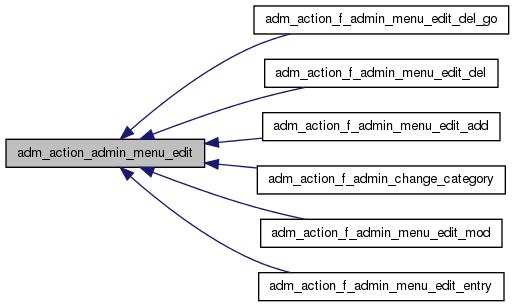 adm_action_f_admin_menu_edit_del_go
adm_action_f_admin_menu_edit_del
adm_action_f_admin_menu_edit_add
adm_action_admin_menu_edit
adm_action_f_admin_change_category
adm_action_f_admin_menu_edit_mod
adm_action_f_admin_menu_edit_entry